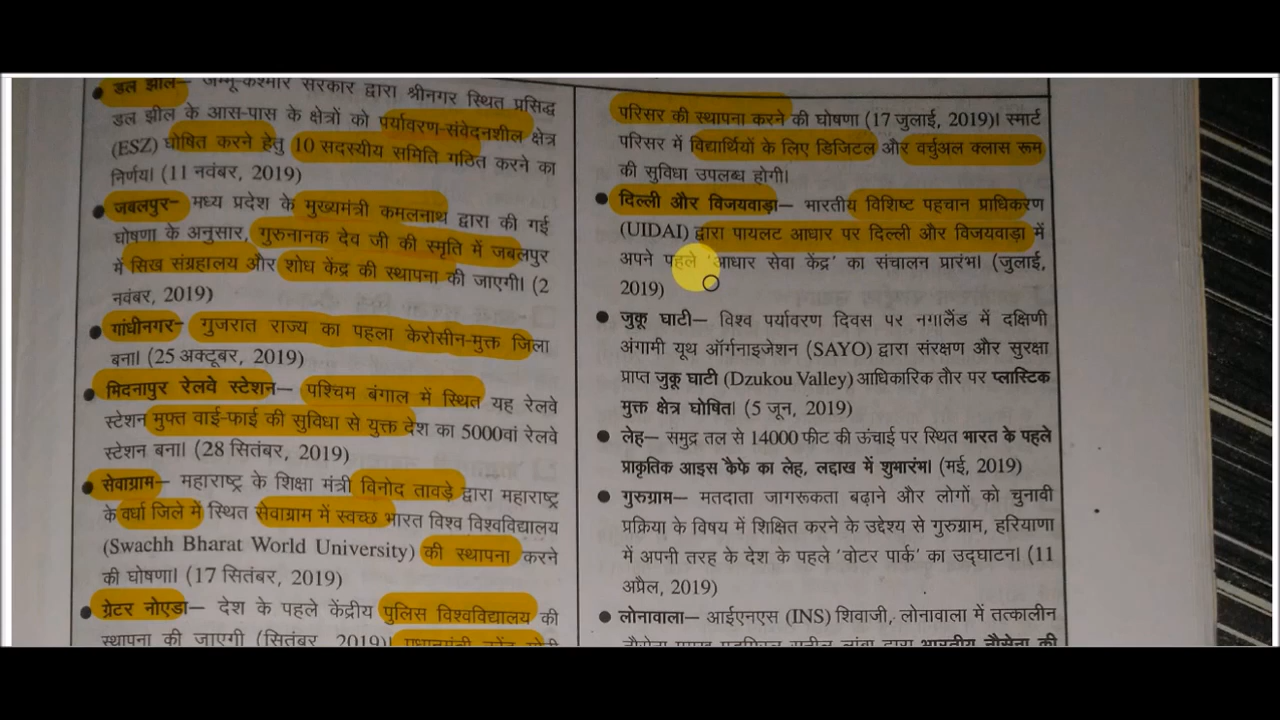 डल झील– जम्मू-कश्मीर सरकार द्वारा श्रीनगर स्थित प्रसिद्ध
डल झील के आस-पास के क्षेत्रों को पर्यावरण-संवेदनशील क्षेत्र
(ESZ) घोषित करने हेतु 10 सदस्यीय समिति गठित करने का
निर्णय। (11 नवंबर, 2019)
जबलपुर– मध्य प्रदेश के मुख्यमंत्री कमलनाथ द्वारा की गई
घोषणा के अनुसार, गुरुनानक देव जी की स्मृति में जबलपुर
में सिख संग्रहालय और शोध केंद्र की स्थापना की जाएगी। (2
नवंबर, 2019)
गांधीनगर– गुजरात राज्य का पहला केरोसीन-मुक्त जिला
बना। (25 अक्टूबर, 2019)
मिदनापुर रेलवे स्टेशन– पश्चिम बंगाल में स्थित यह रेलवे
स्टेशन मुफ्त वाई-फाई की सुविधा से युक्त देश का 5000वां रेलवे
स्टेशन बना। (28 सितंबर, 2019)
सेवाग्राम– महाराष्ट्र के शिक्षा मंत्री विनोद तावड़े द्वारा महाराष्ट्र
के वर्धा जिले में स्थित सेवाग्राम में स्वच्छ भारत विश्व विश्वविद्यालय
(Swachh Bharat World University) की स्थापना करने
की घोषणा। (17 सितंबर, 2019)
ग्रेटर नोएडा– देश के पहले केंद्रीय पुलिस विश्वविद्यालय की
स्थापना की जाएगी (सितंबर, 2019)।
परिसर की स्थापना करने की घोषणा (17 जुलाई, 2019)। स्मार्ट
परिसर में विद्यार्थियों के लिए डिजिटल और वर्चुअल क्लास रूम
की सुविधा उपलब्ध होगी।
दिल्ली और विजयवाड़ा– भारतीय विशिष्ट पहचान प्राधिकरण
(UIDAI) द्वारा पायलट आधार पर दिल्ली और विजयवाड़ा में
अपने पहले 'आधार सेवा केंद्र' का संचालन प्रारंभ। (जुलाई,
2019)
जुकू घाटी– विश्व पर्यावरण दिवस पर नगालैंड में दक्षिणी
अंगामी यूथ ऑर्गनाइजेशन (SAYO) द्वारा संरक्षण और सुरक्षा
प्राप्त जुकू घाटी (Dzukou Valley) आधिकारिक तौर पर प्लास्टिक
मुक्त क्षेत्र घोषित। (5 जून, 2019)
लेह– समुद्र तल से 14000 फीट की ऊंचाई पर स्थित भारत के पहले
प्राकृतिक आइस कैफे का लेह, लद्दाख में शुभारंभ। (मई, 2019)
गुरुग्राम– मतदाता जागरूकता बढ़ाने और लोगों को चुनावी
प्रक्रिया के विषय में शिक्षित करने के उद्देश्य से गुरुग्राम, हरियाणा
में अपनी तरह के देश के पहले 'वोटर पार्क' का उद्घाटन। (11
अप्रैल, 2019)
लोनावाला– आईएनएस (INS) शिवाजी, लोनावाला में तत्कालीन